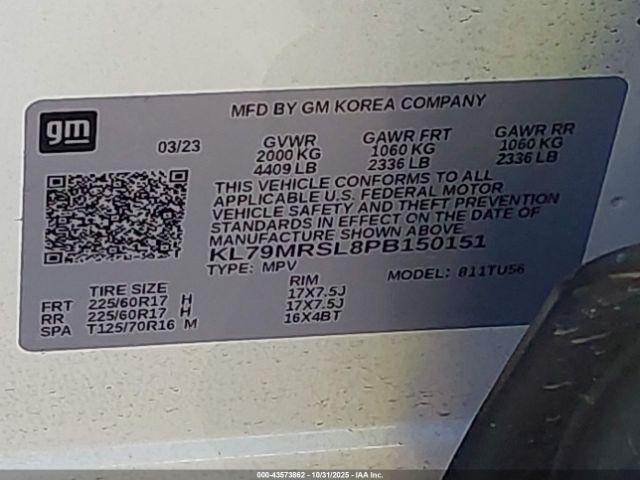 gm
MFD BY GM KOREA COMPANY
03/23
GVWR GAWR FRT GAWR RR
2000 KG 1060 KG 1060 KG
4409 LB 2336 LB 2336 LB
THIS VEHICLE CONFORMS TO ALL
APPLICABLE U.S. FEDERAL MOTOR
VEHICLE SAFETY AND THEFT PREVENTION
STANDARDS IN EFFECT ON THE DATE OF
MANUFACTURE SHOWN ABOVE.
KL79MRSL8PB150151
TYPE: MPV MODEL: 811TU56
TIRE SIZE RIM
FRT 225/60R17 H 17X7.5J
RR 225/60R17 H 17X7.5J
SPA T125/70R16 M 16X4BT
000-43573862 10/31/2025 IAA Inc.